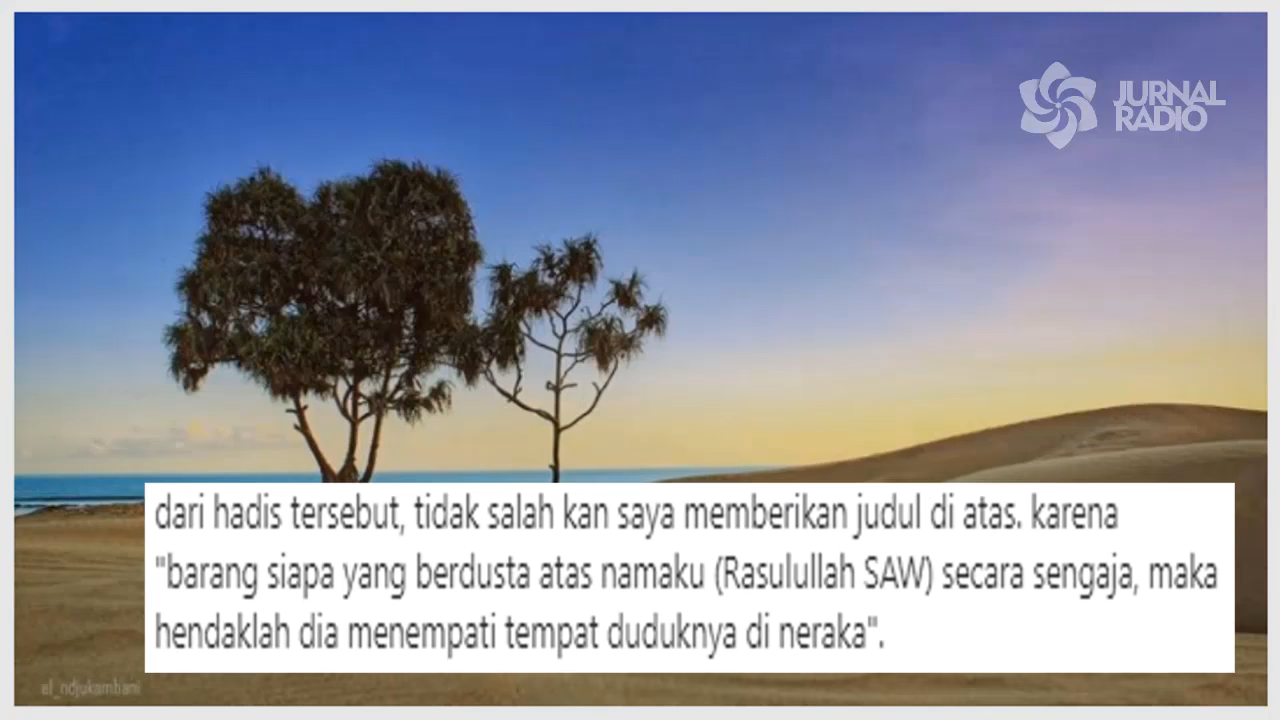 JURNAL
RADIO
dari hadis tersebut, tidak salah kan saya memberikan judul di atas. karena
"barang siapa yang berdusta atas namaku (Rasulullah SAW) secara sengaja, maka
hendaklah dia menempati tempat duduknya di neraka".
el_ndjukambani